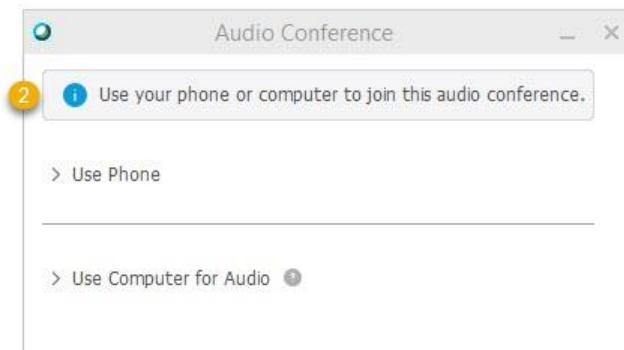 Audio Conference
2
Use your phone or computer to join this audio conference.
Use Phone
Use Computer for Audio